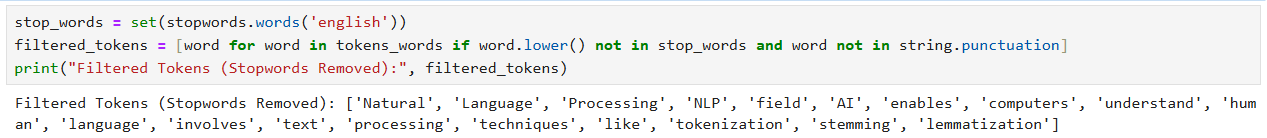 stop_words = set(stopwords.words('english'))
filtered_tokens = [word for word in tokens_words if word.lower() not in stop_words and word not in string.punctuation]
print("Filtered Tokens (Stopwords Removed):", filtered_tokens)
Filtered Tokens (Stopwords Removed): ['Natural', 'Language', 'Processing', 'NLP', 'field', 'AI', 'enables', 'computers', 'understand', 'hum
an', 'language', 'involves', 'text', 'processing', 'techniques', 'like', 'tokenization', 'stemming', 'lemmatization']